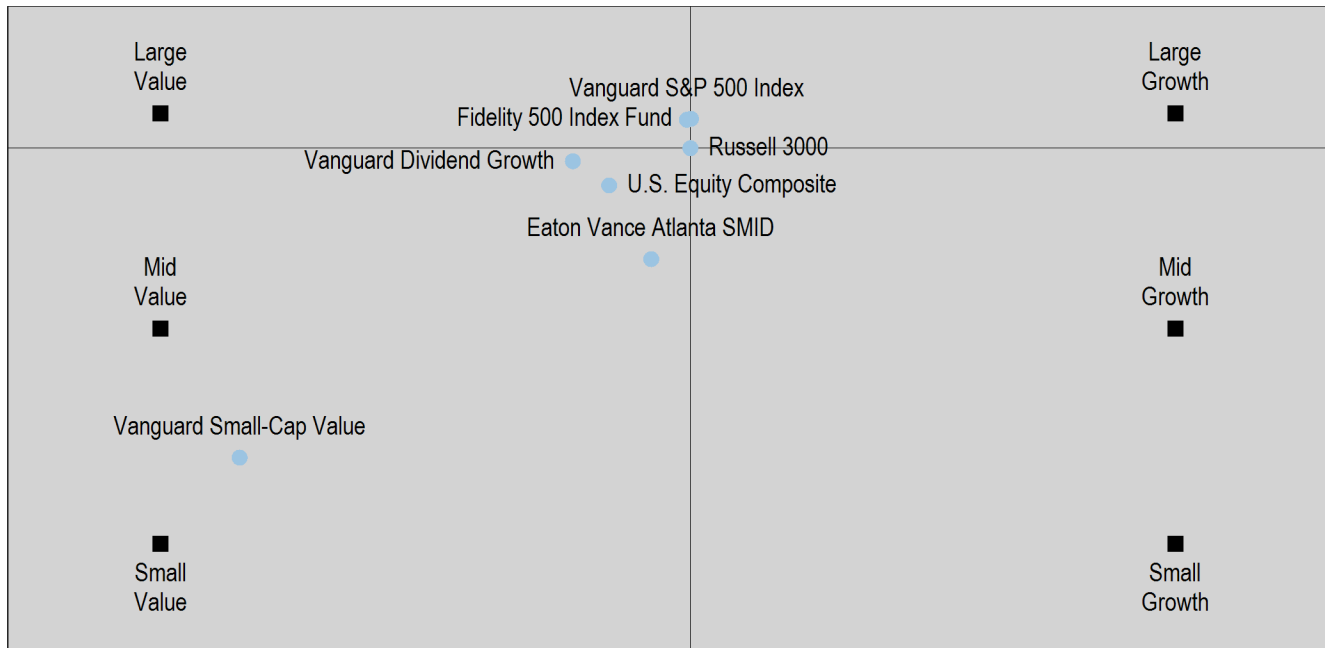 Large
Value
Large
Growth
Vanguard S&P 500 Index
Fidelity 500 Index Fund
Russell 3000
Vanguard Dividend Growth
U.S. Equity Composite
Eaton Vance Atlanta SMID
Mid
Value
Mid
Growth
Vanguard Small-Cap Value
Small
Value
Small
Growth